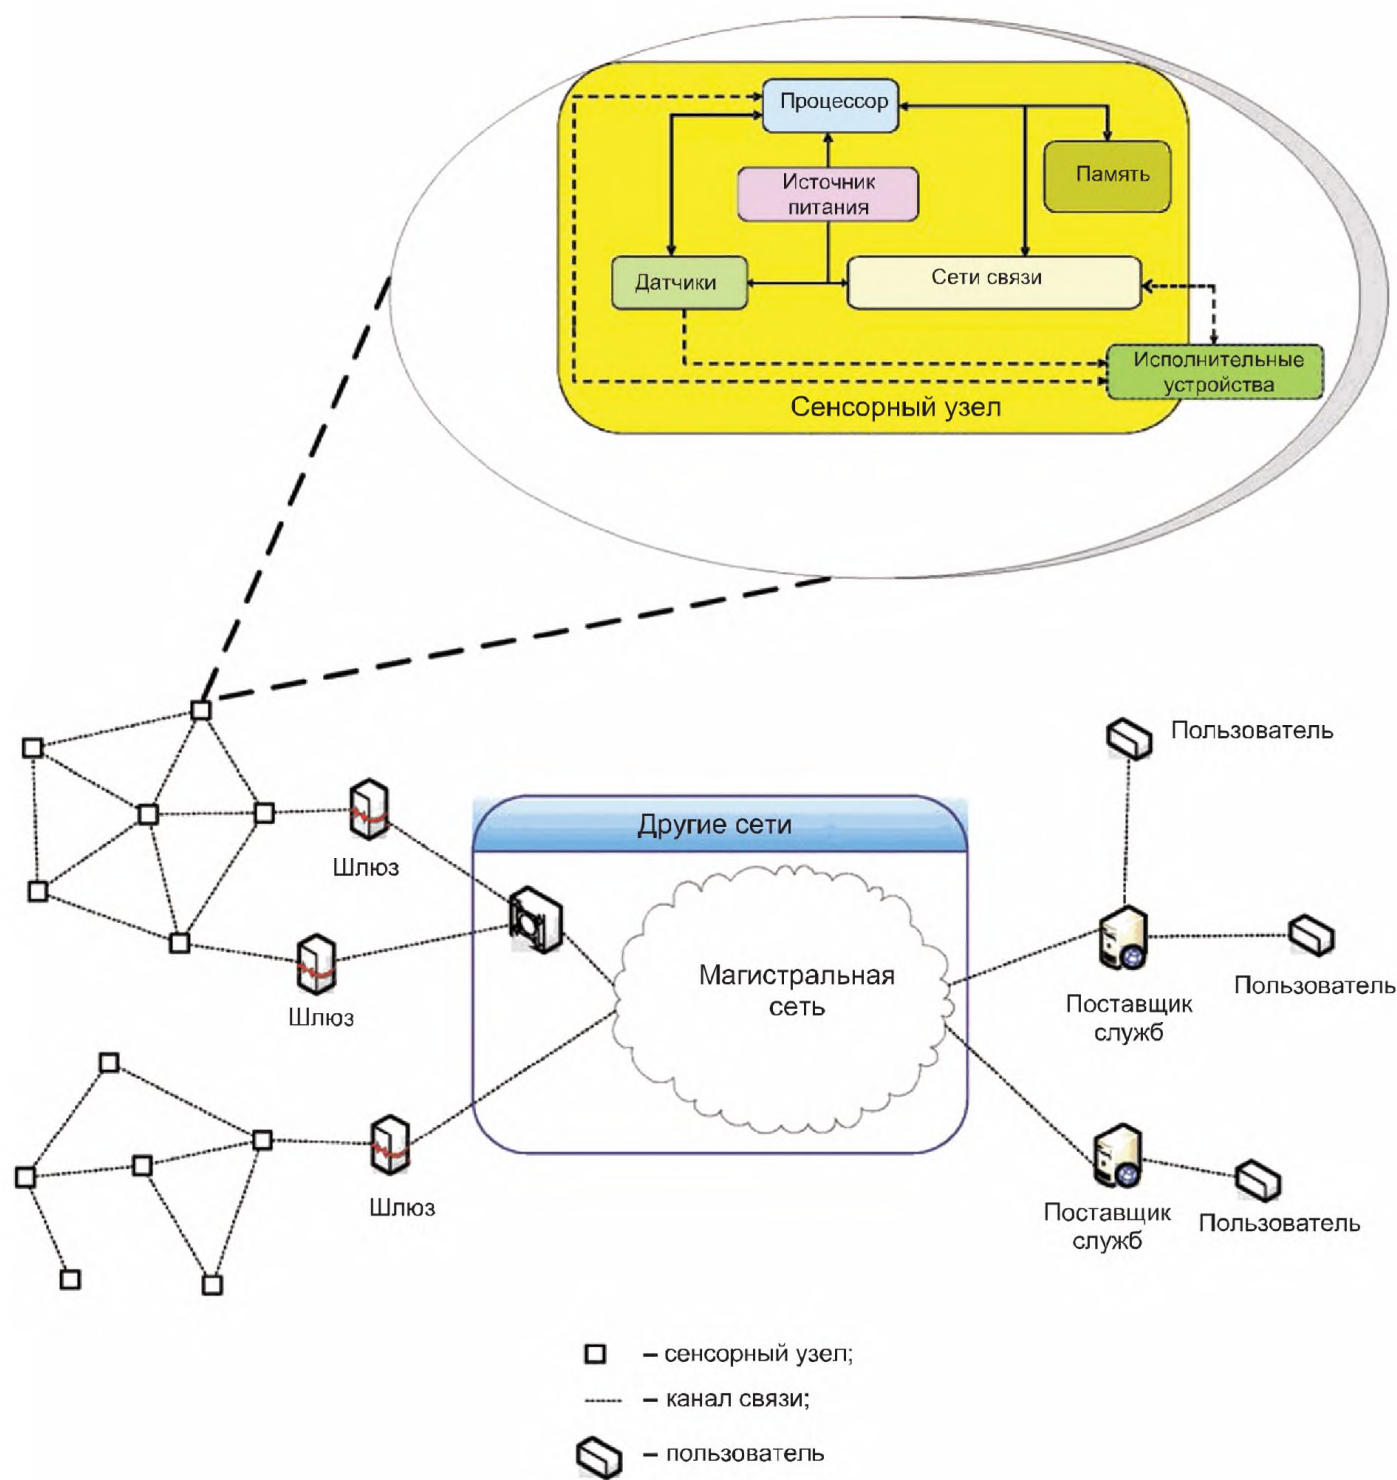 Процессор
Память
Источник
питания
Датчики
Сети связи
Исполнительные
устройства
Сенсорный узел
Пользователь
Другие сети
Шлюз
Магистральная
сеть
Пользователь
Поставщик
служб
Шлюз
Шлюз
Поставщик
служб
Пользователь
– сенсорный узел;
– канал связи;
– пользователь